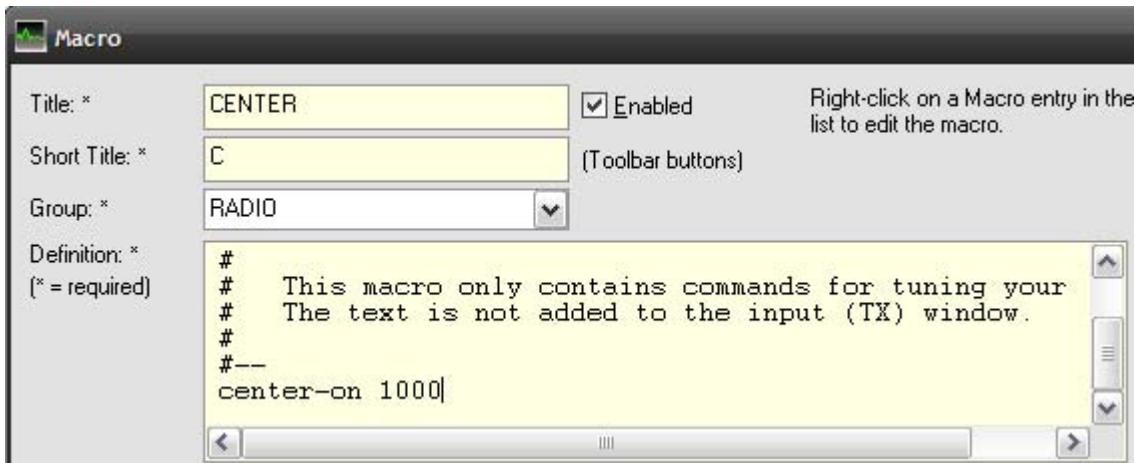 Macro
Title: * CENTER Enabled Right-click on a Macro entry in the
list to edit the macro.
Short Title: * C (Toolbar buttons)
Group: * RADIO
Definition: *
(* = required)
#
#   This macro only contains commands for tuning your
#   The text is not added to the input (TX) window.
#
#--
center-on 1000